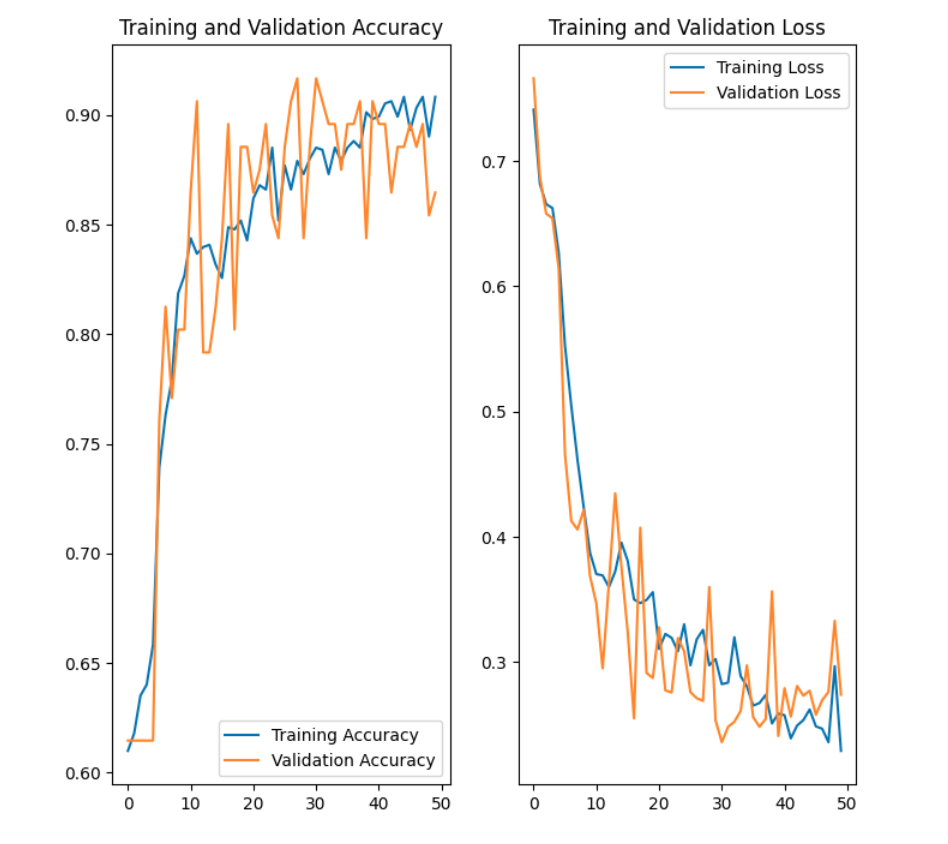 Training and Validation Accuracy
0.90
0.85
0.80
0.75
0.70
0.65
0.60
Training Accuracy
Validation Accuracy
0 10 20 30 40 50
Training and Validation Loss
Training Loss
Validation Loss
0.7
0.6
0.5
0.4
0.3
0 10 20 30 40 50